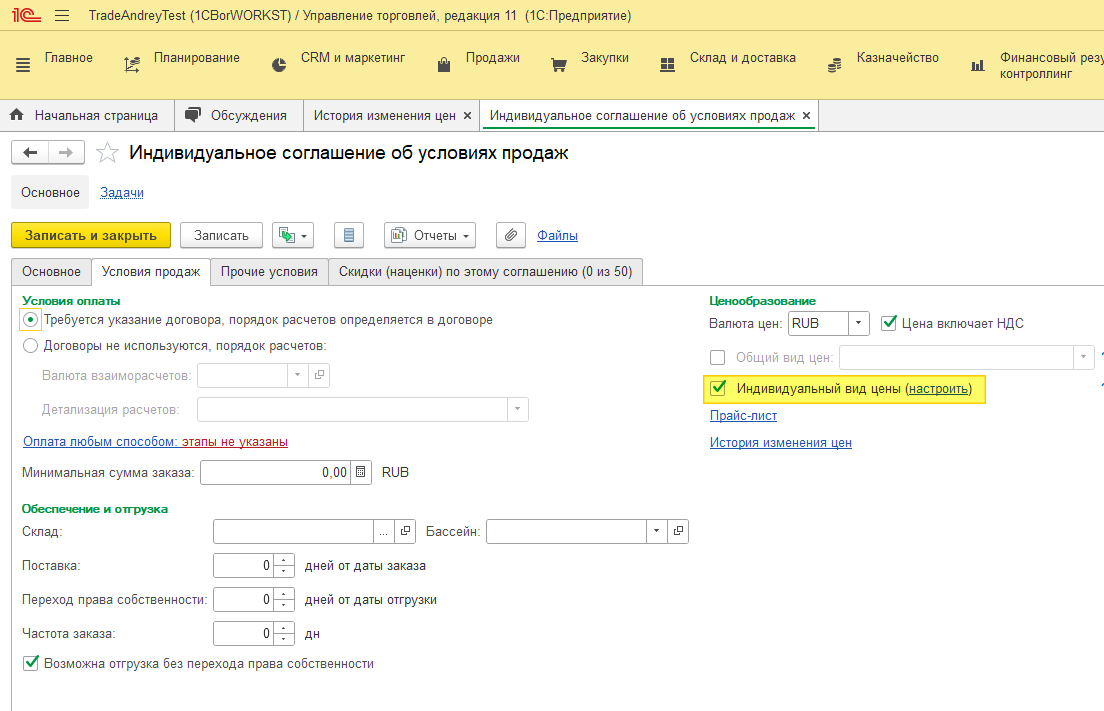 1С TradeAndreyTest (1CBorWORKST) / Управление торговлей, редакция 11 (1С:Предприятие)
Главное Планирование CRM и маркетинг Продажи Закупки Склад и доставка Казначейство Финансовый резу
контроллинг
Начальная страница Обсуждения История изменения цен × Индивидуальное соглашение об условиях продаж ×
Индивидуальное соглашение об условиях продаж
Основное Задачи
Записать и закрыть Записать Отчеты Файлы
Основное Условия продаж Прочие условия Скидки (наценки) по этому соглашению (0 из 50)
Условия оплаты Ценообразование
Требуется указание договора, порядок расчетов определяется в договоре Валюта цен: RUB Цена включает НДС
Договоры не используются, порядок расчетов: Общий вид цен:
Валюта взаиморасчетов: Индивидуальный вид цены (настроить)
Детализация расчетов: Прайс-лист
Оплата любым способом: этапы не указаны История изменения цен
Минимальная сумма заказа: 0,00 RUB
Обеспечение и отгрузка
Склад: ... Бассейн:
Поставка: 0 дней от даты заказа
Переход права собственности: 0 дней от даты отгрузки
Частота заказа: 0 дн
Возможна отгрузка без перехода права собственности